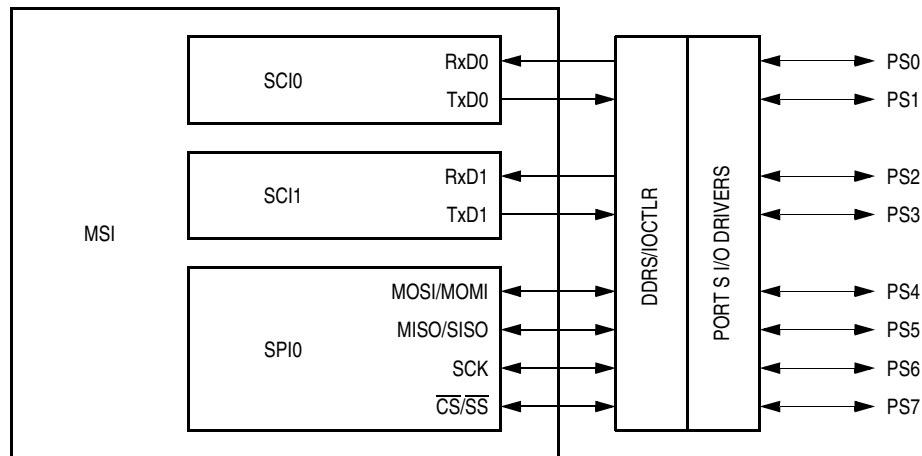 RxD0 PS0
SCI0
TxD0 PS1
RxD1 PS2
SCI1
TxD1 PS3
MSI
DDRS/IOCTLR
PORT S I/O DRIVERS
MOSI/MOMI PS4
MISO/SISO PS5
SPI0
SCK PS6
CS/SS PS7